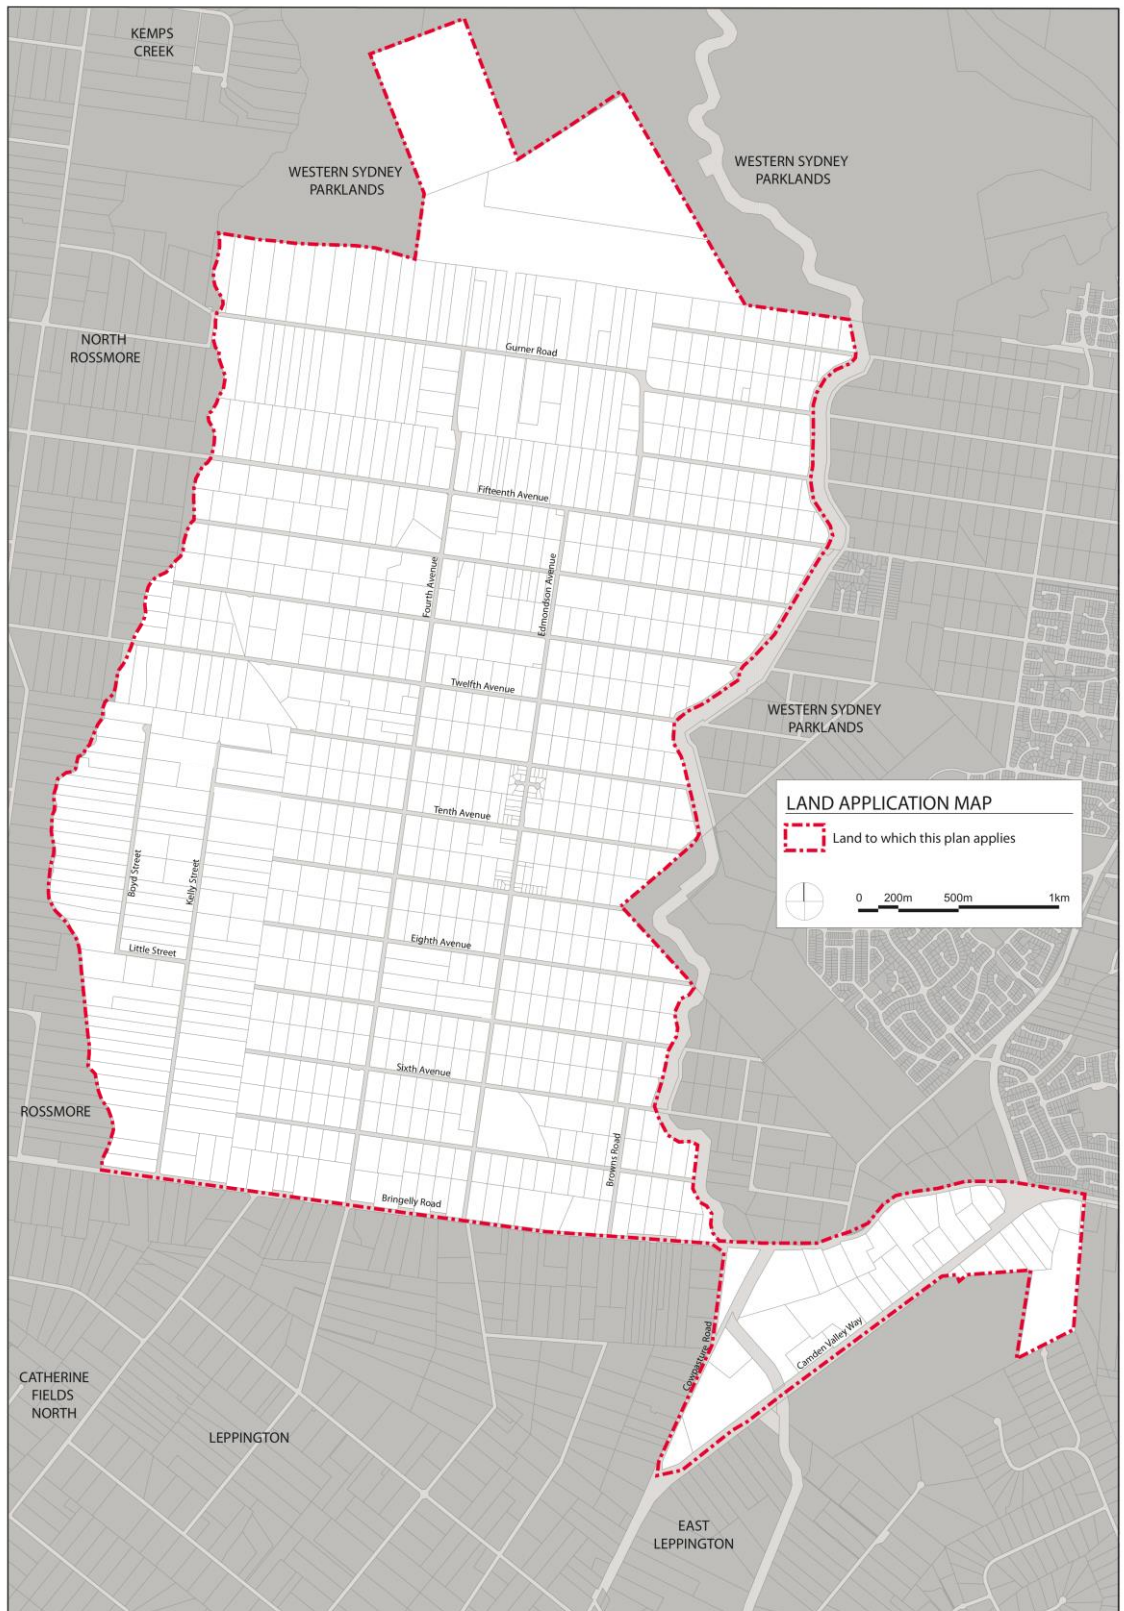 KEMPS
CREEK
WESTERN SYDNEY
PARKLANDS
WESTERN SYDNEY
PARKLANDS
NORTH
ROSSMORE
Gurner Road
Fifteenth Avenue
Fourth Avenue
Edmondson Avenue
Twelfth Avenue
WESTERN SYDNEY
PARKLANDS
LAND APPLICATION MAP
Land to which this plan applies
0 200m 500m 1km
Tenth Avenue
Boyd Street
Kelly Street
Little Street
Eighth Avenue
Sixth Avenue
ROSSMORE
Browns Road
Bringelly Road
Cowpasture Road
Camden Valley Way
CATHERINE
FIELDS
NORTH
LEPPINGTON
EAST
LEPPINGTON